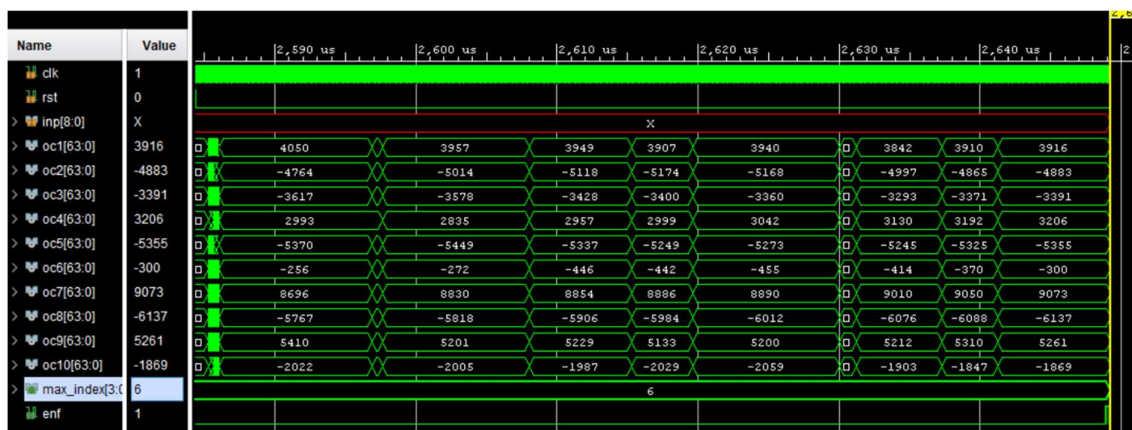 2,6
Name Value 2,590 us 2,600 us 2,610 us 2,620 us 2,630 us 2,640 us 2
clk 1
rst 0
inp[8:0] X X
oc1[63:0] 3916 4050 3957 3949 3907 3940 3842 3910 3916
oc2[63:0] -4883 -4764 -5014 -5118 -5174 -5168 -4997 -4865 -4883
oc3[63:0] -3391 -3617 -3578 -3428 -3400 -3360 -3293 -3371 -3391
oc4[63:0] 3206 2993 2835 2957 2999 3042 3130 3192 3206
oc5[63:0] -5355 -5370 -5449 -5337 -5249 -5273 -5245 -5325 -5355
oc6[63:0] -300 -256 -272 -446 -442 -455 -414 -370 -300
oc7[63:0] 9073 8696 8830 8854 8886 8890 9010 9050 9073
oc8[63:0] -6137 -5767 -5818 -5906 -5984 -6012 -6076 -6088 -6137
oc9[63:0] 5261 5410 5201 5229 5133 5200 5212 5310 5261
oc10[63:0] -1869 -2022 -2005 -1987 -2029 -2059 -1903 -1847 -1869
max_index[3:0 6 6
enf 1